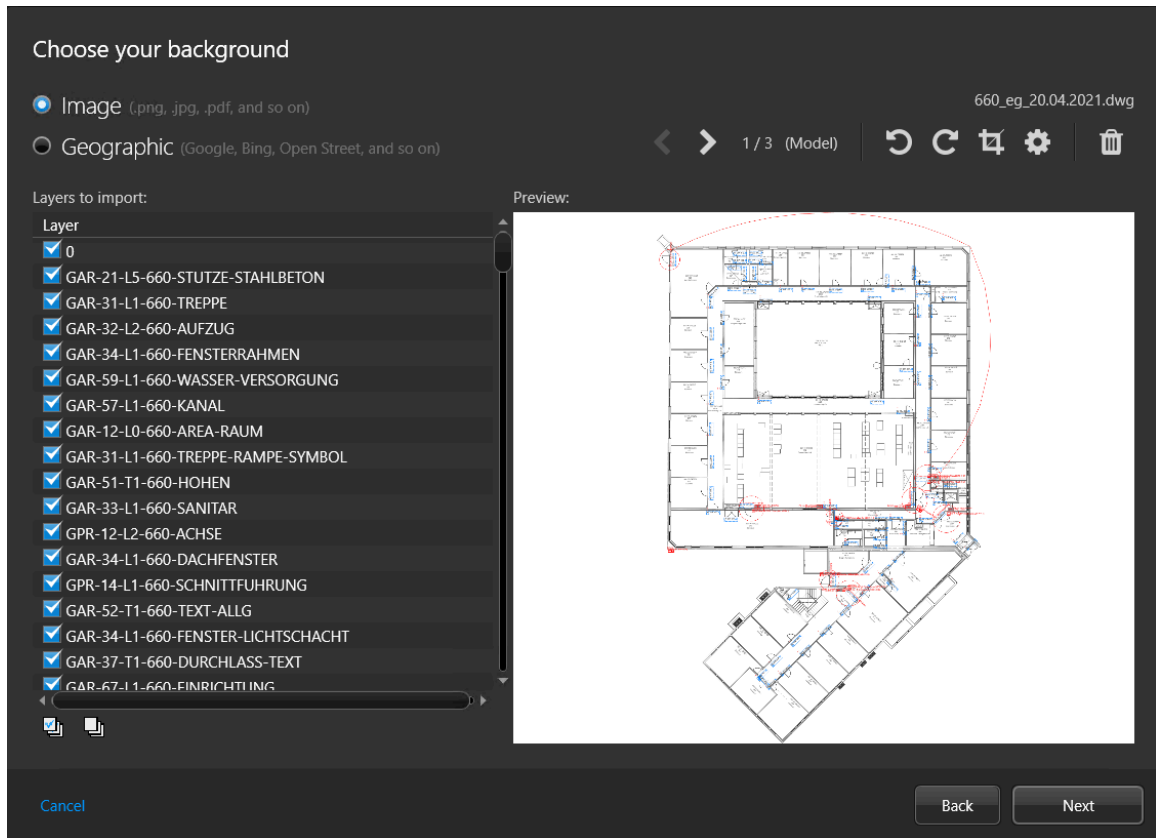 Choose your background
Image (.png, .jpg, .pdf, and so on)
660_eg_20.04.2021.dwg
Geographic (Google, Bing, Open Street, and so on)
1 / 3 (Model)
Layers to import:
Preview:
Layer
0
GAR-21-L5-660-STUTZE-STAHLBETON
GAR-31-L1-660-TREPPE
GAR-32-L2-660-AUFZUG
GAR-34-L1-660-FENSTERRAHMEN
GAR-59-L1-660-WASSER-VERSORGUNG
GAR-57-L1-660-KANAL
GAR-12-L0-660-AREA-RAUM
GAR-31-L1-660-TREPPE-RAMPE-SYMBOL
GAR-51-T1-660-HOHEN
GAR-33-L1-660-SANITAR
GPR-12-L2-660-ACHSE
GAR-34-L1-660-DACHFENSTER
GPR-14-L1-660-SCHNITTFUHRUNG
GAR-52-T1-660-TEXT-ALLG
GAR-34-L1-660-FENSTER-LICHTSCHACHT
GAR-37-T1-660-DURCHLASS-TEXT
GAR-67-L1-660-EINRICHTUNG
Cancel
Back
Next